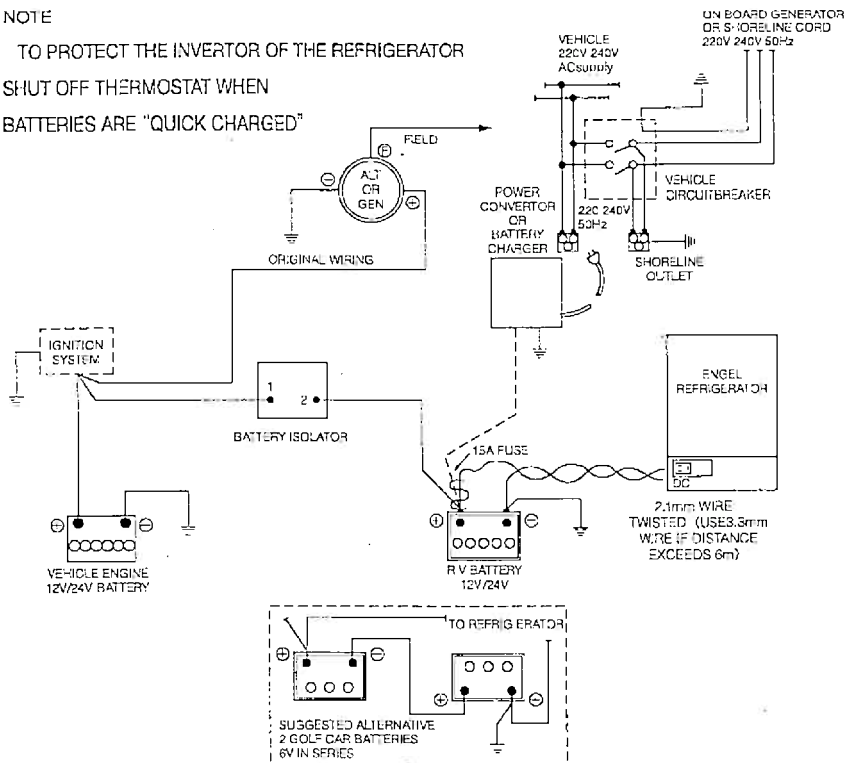 NOTE
TO PROTECT THE INVERTOR OF THE REFRIGERATOR
SHUT OFF THERMOSTAT WHEN
BATTERIES ARE "QUICK CHARGED"
ON BOARD GENERATOR
OR SHORELINE CORD
220V 240V 50Hz
VEHICLE
220V 240V
AC supply
FIELD
F
⊖
ALT
OR
GEN
⊕
VEHICLE
CIRCUITBREAKER
POWER
CONVERTOR
OR
BATTERY
CHARGER
220 240V
50Hz
ORIGINAL WIRING
SHORELINE
OUTLET
IGNITION
SYSTEM
1
2
BATTERY ISOLATOR
ENGEL
REFRIGERATOR
DC
15A FUSE
2.1mm WIRE
TWISTED (USE3.3mm
WIRE IF DISTANCE
EXCEEDS 6m)
⊕
⊖
VEHICLE ENGINE
12V/24V BATTERY
⊕
⊖
R V BATTERY
12V/24V
TO REFRIGERATOR
⊕
⊖
⊕
⊖
SUGGESTED ALTERNATIVE
2 GOLF CAR BATTERIES
6V IN SERIES